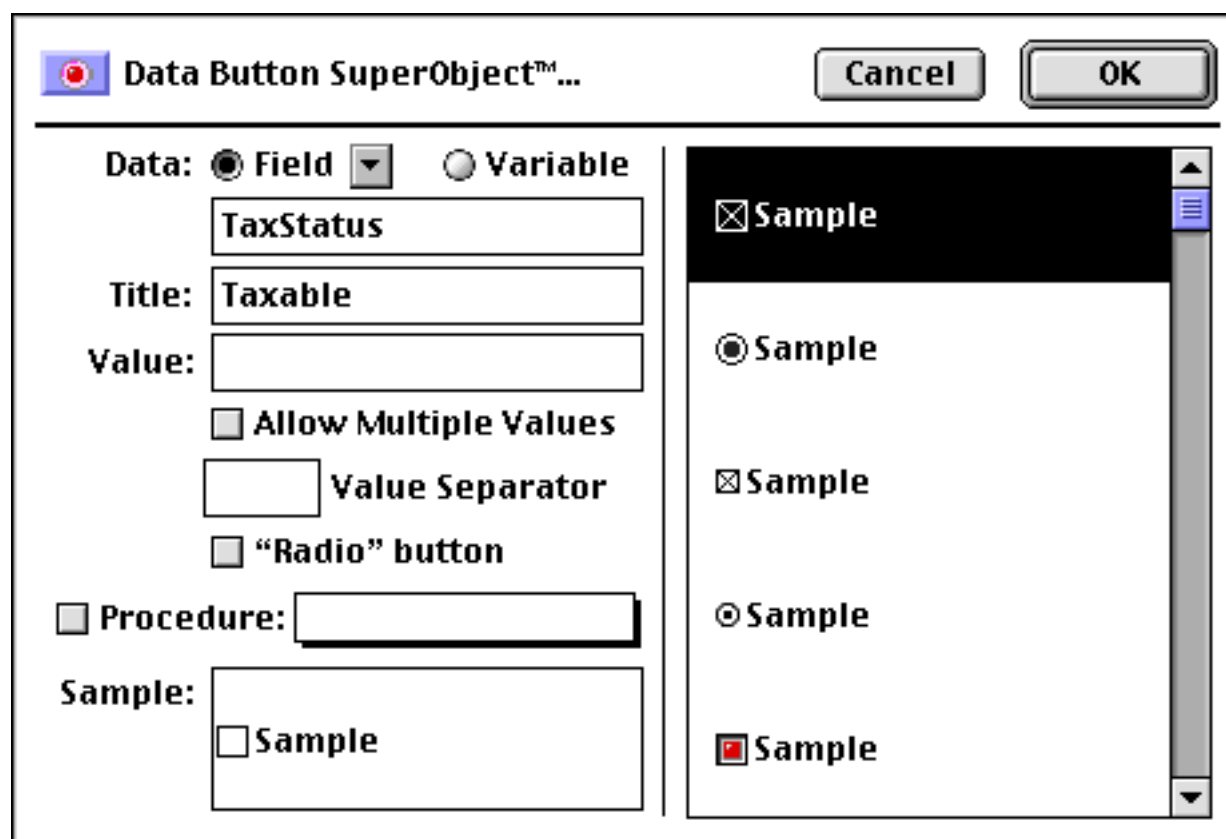 Data Button SuperObject™...
Cancel
OK
Data: Field Variable
TaxStatus
Title: Taxable
Value:
Allow Multiple Values
Value Separator
“Radio” button
Procedure:
Sample:
Sample
Sample
Sample
Sample
Sample
Sample